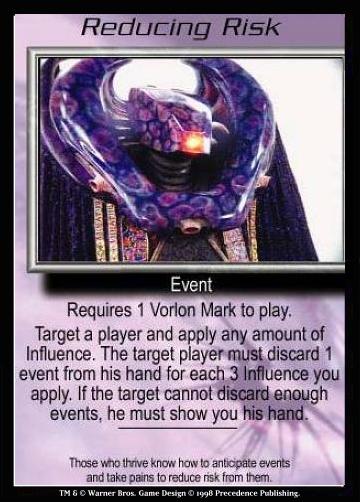 Reducing Risk
Event
Requires 1 Vorlon Mark to play.
Target a player and apply any amount of
Influence. The target player must discard 1
event from his hand for each 3 Influence you
apply. If the target cannot discard enough
events, he must show you his hand.
Those who thrive know how to anticipate events
and take pains to reduce risk from them.
TM & © Warner Bros. Game Design © 1998 Precedence Publishing.